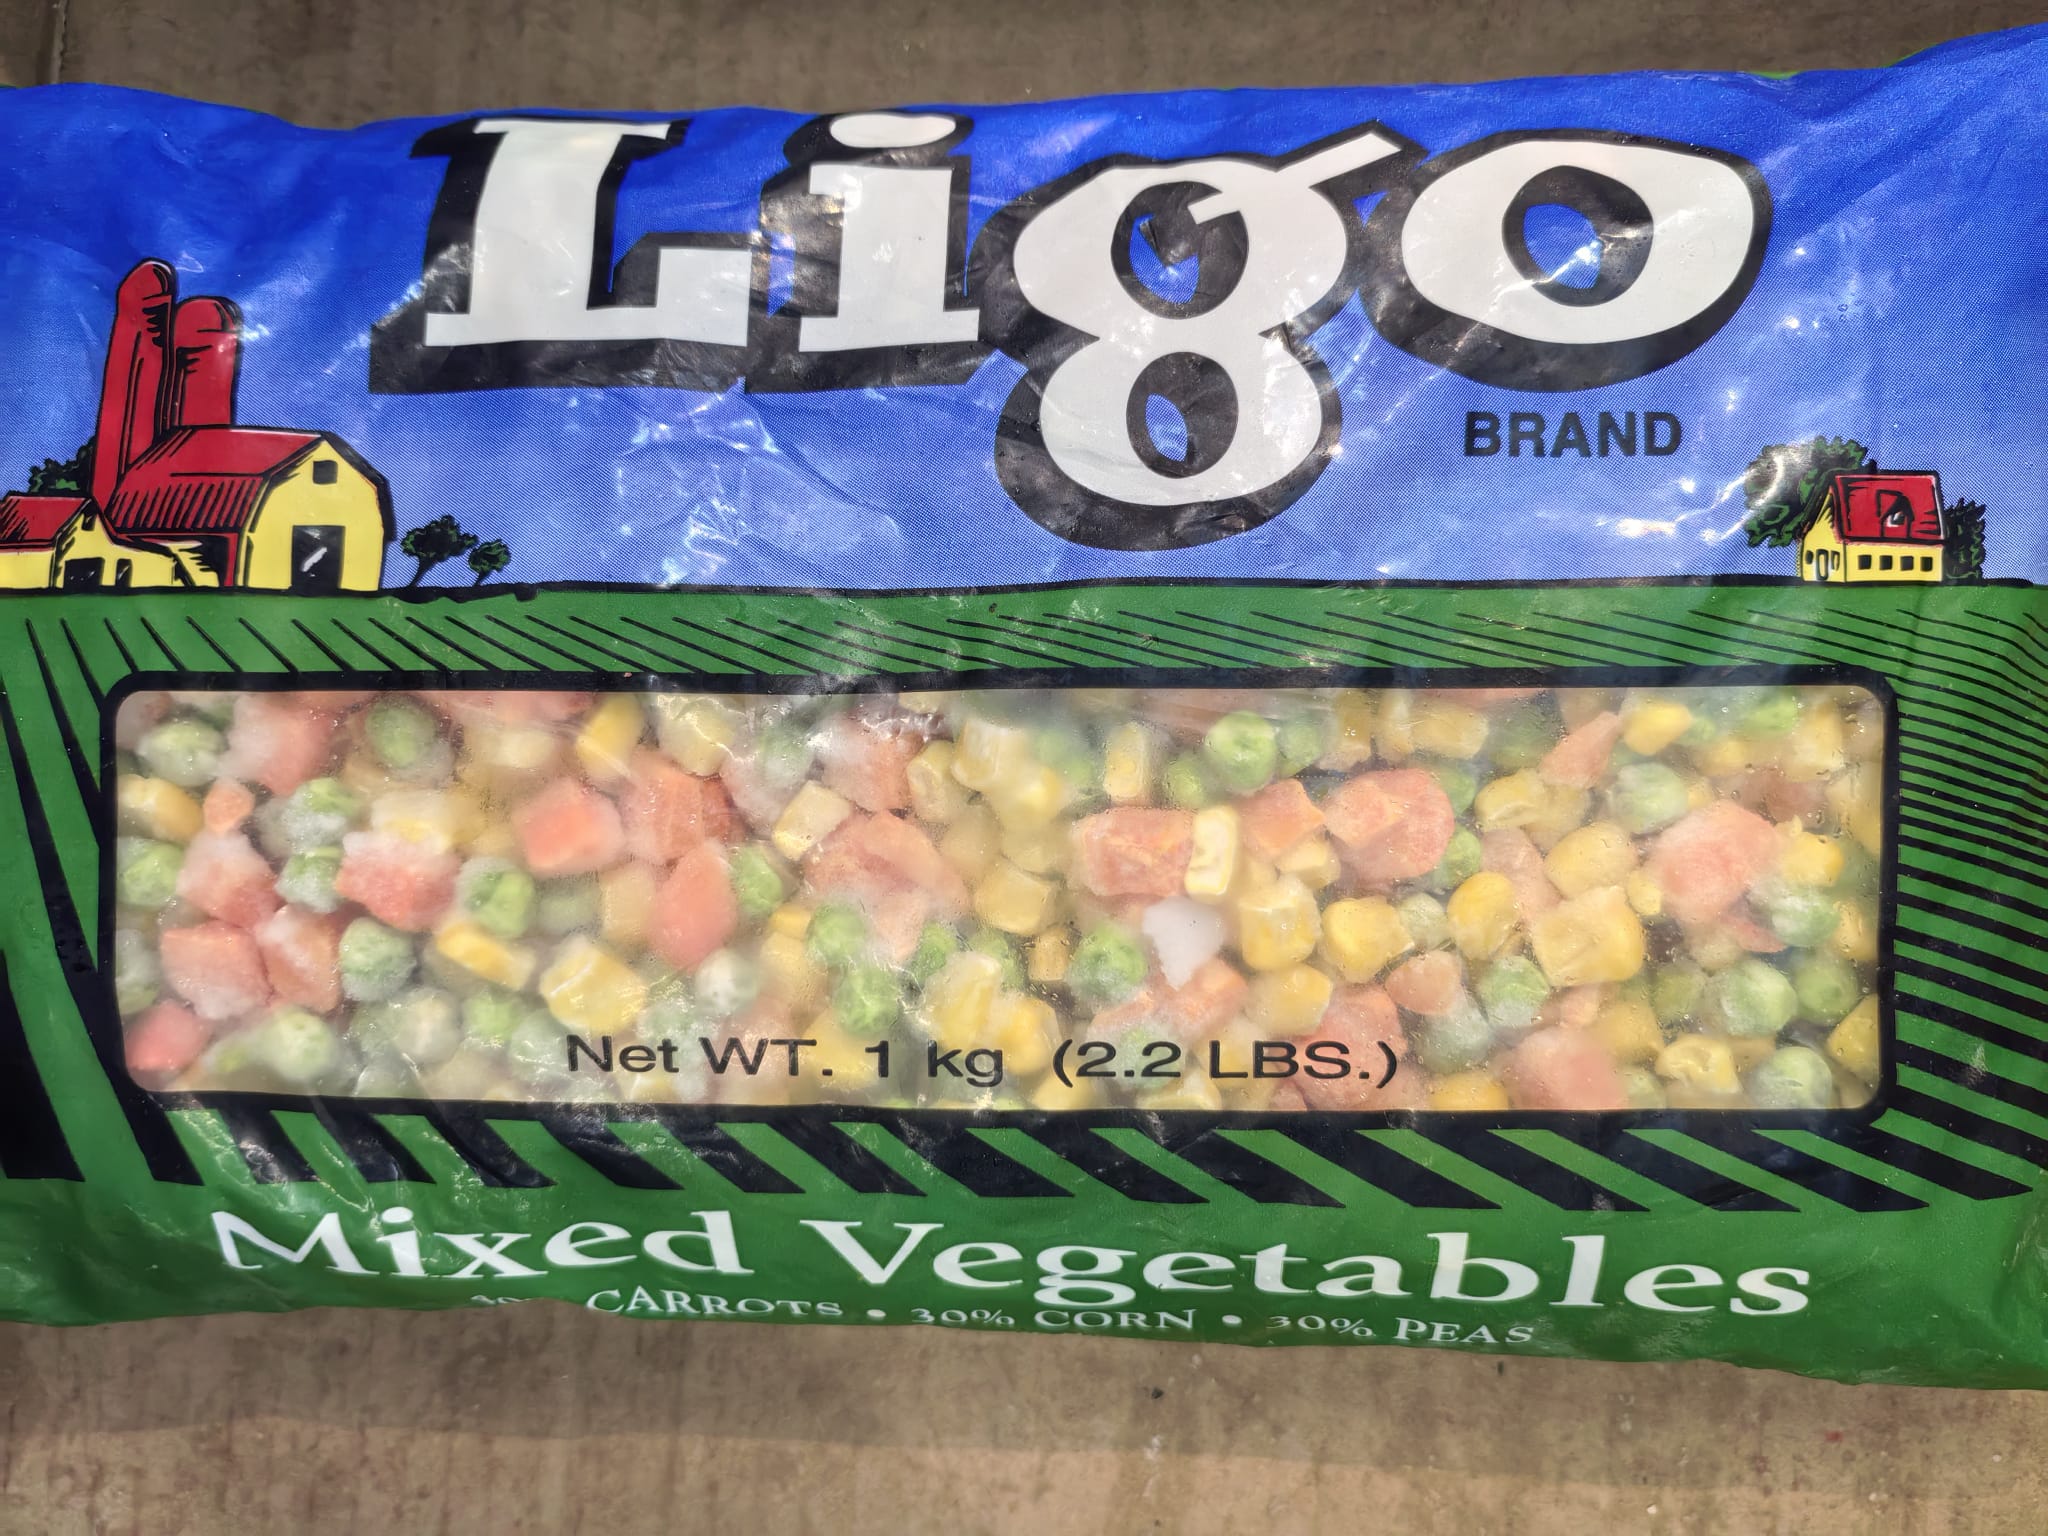 Ligo
BRAND
Net WT. 1 kg (2.2 LBS.)
Mixed Vegetables
CARROTS • 30% CORN • 30% PEAS